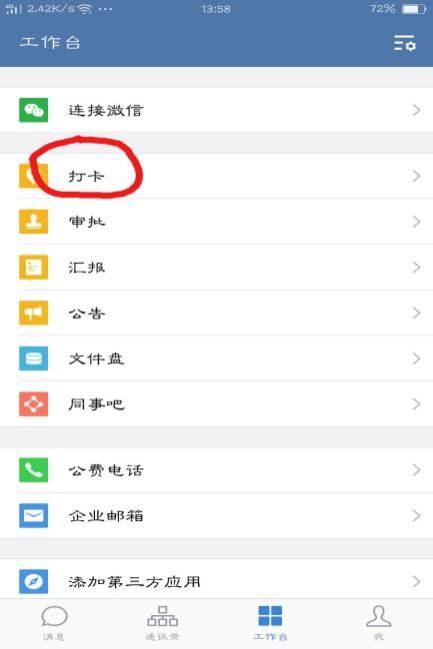 4G 2.42K/s ... 13:58 72%
工作台
连接微信
打卡
审批
汇报
公告
文件盘
同事吧
公费电话
企业邮箱
添加第三方应用
消息 通讯录 工作台 我